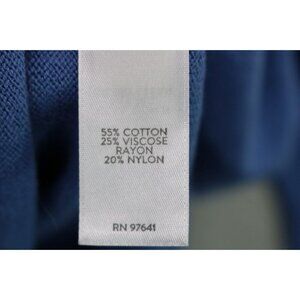 55% COTTON
25% VISCOSE
RAYON
20% NYLON
RN 97641